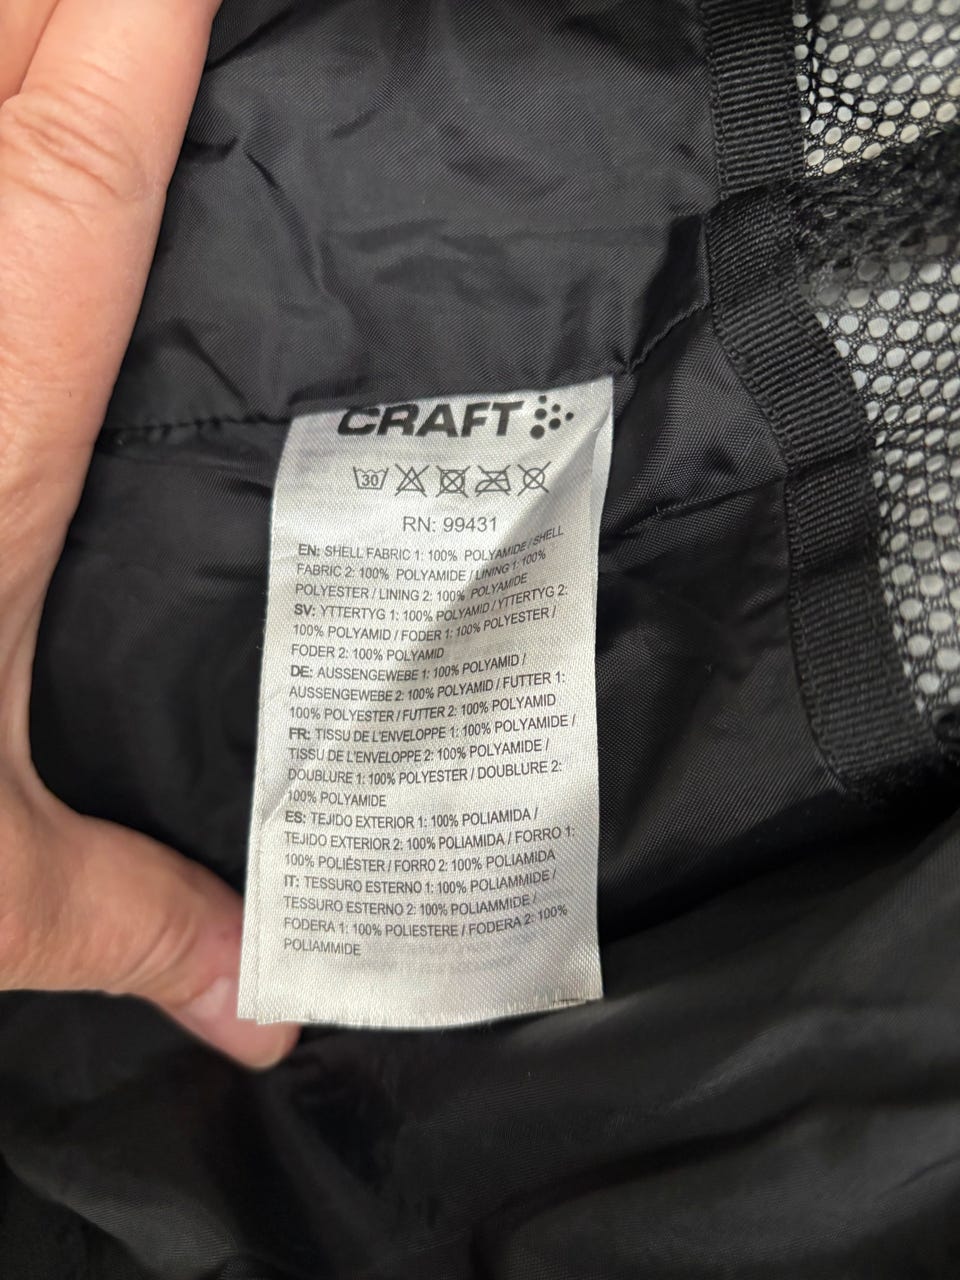 CRAFT
30
RN: 99431
EN: SHELL FABRIC 1: 100% POLYAMIDE / SHELL
FABRIC 2: 100% POLYAMIDE / LINING 1: 100%
POLYESTER / LINING 2: 100% POLYAMIDE
SV: YTTERTYG 1: 100% POLYAMID / YTTERTYG 2:
100% POLYAMID / FODER 1: 100% POLYESTER /
FODER 2: 100% POLYAMID
DE: AUSSENGEWEBE 1: 100% POLYAMID /
AUSSENGEWEBE 2: 100% POLYAMID / FUTTER 1:
100% POLYESTER / FUTTER 2: 100% POLYAMID
FR: TISSU DE L'ENVELOPPE 1: 100% POLYAMIDE /
TISSU DE L'ENVELOPPE 2: 100% POLYAMIDE /
DOUBLURE 1: 100% POLYESTER / DOUBLURE 2:
100% POLYAMIDE
ES: TEJIDO EXTERIOR 1: 100% POLIAMIDA /
TEJIDO EXTERIOR 2: 100% POLIAMIDA / FORRO 1:
100% POLIÉSTER / FORRO 2: 100% POLIAMIDA
IT: TESSURO ESTERNO 1: 100% POLIAMMIDE /
TESSURO ESTERNO 2: 100% POLIAMMIDE /
FODERA 1: 100% POLIESTERE / FODERA 2: 100%
POLIAMMIDE